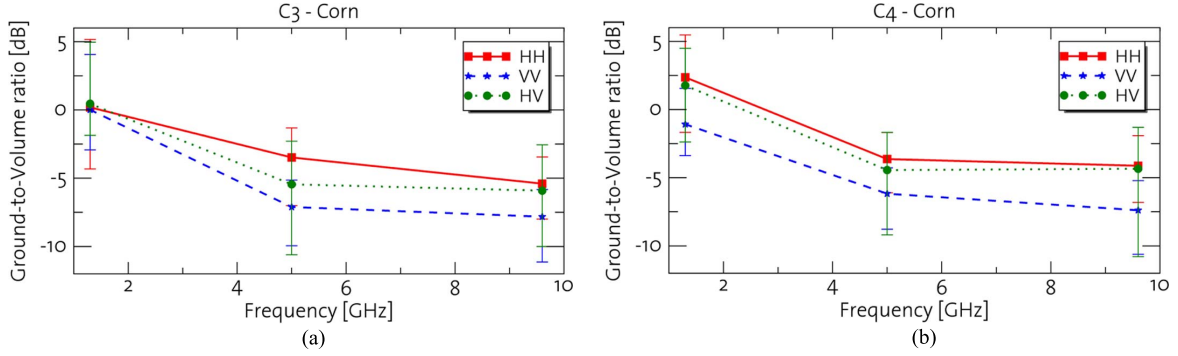 C3 - Corn
Ground-to-Volume ratio [dB]
5
0
-5
-10
HH
VV
HV
2
4
6
8
10
Frequency [GHz]
(a)
C4 - Corn
Ground-to-Volume ratio [dB]
5
0
-5
-10
HH
VV
HV
2
4
6
8
10
Frequency [GHz]
(b)